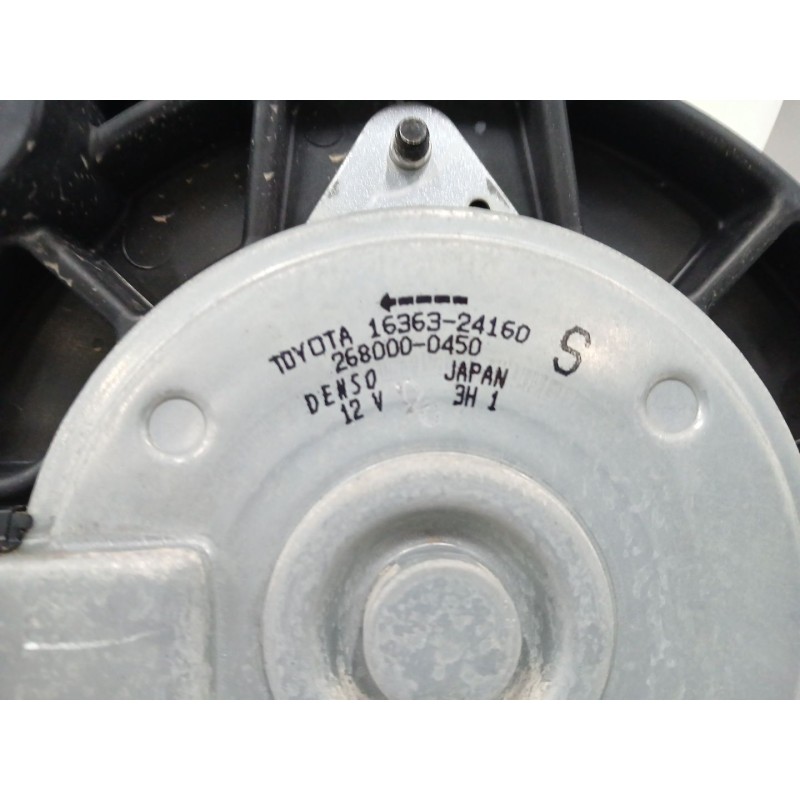 TOYOTA 16363-24160
268000-0450 S
DENSO JAPAN
12 V 3H 1